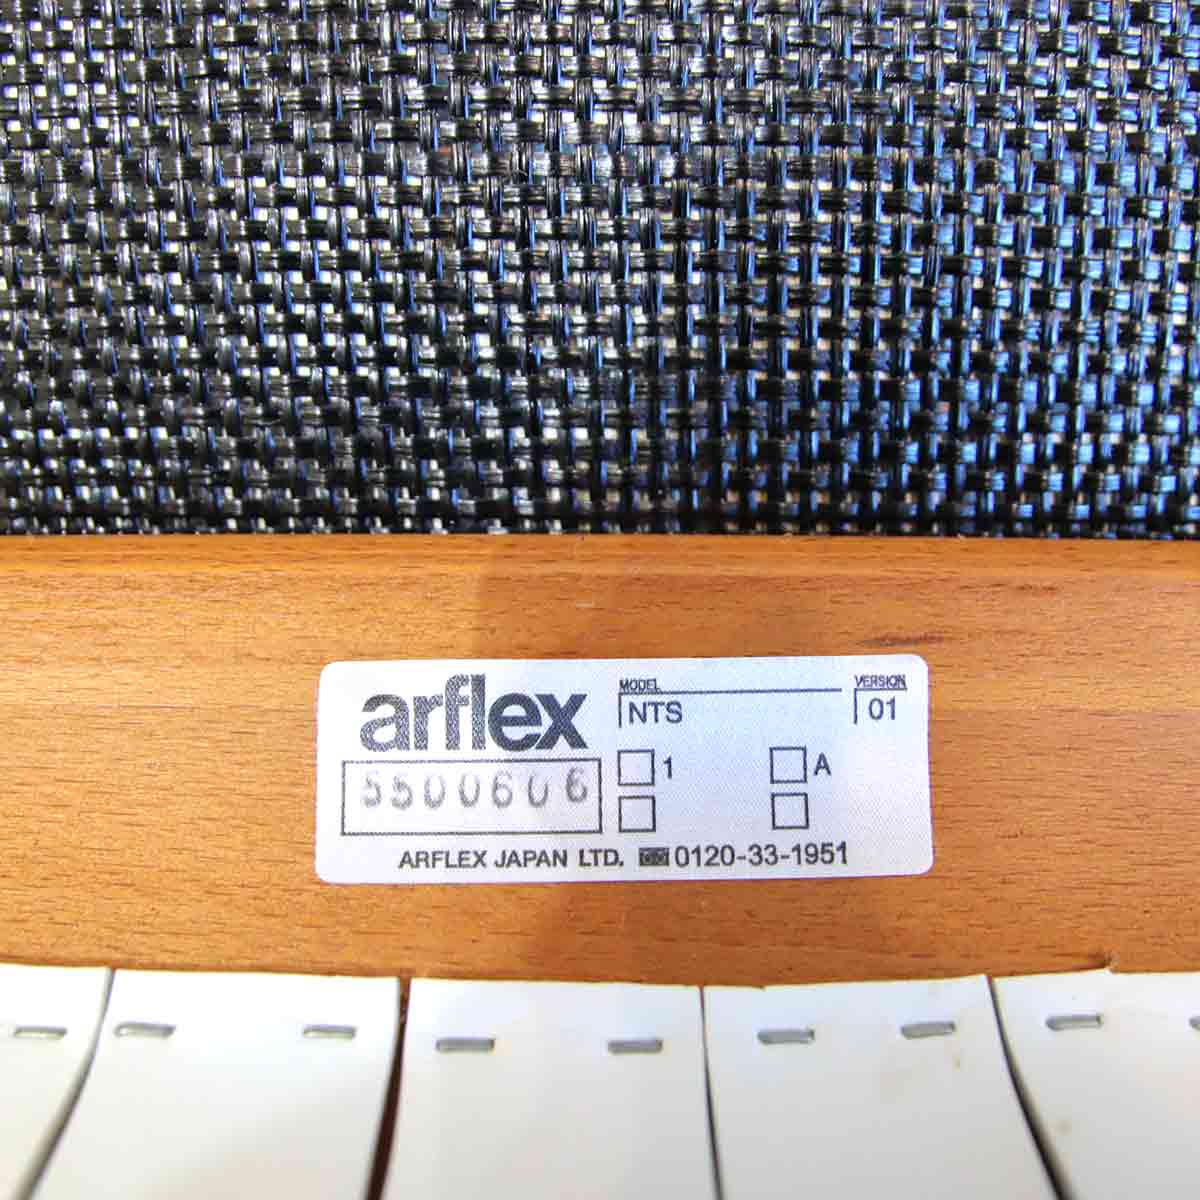 arflex
MODEL
NTS
VERSION
01
5500606
1
A
ARFLEX JAPAN LTD. 0120-33-1951